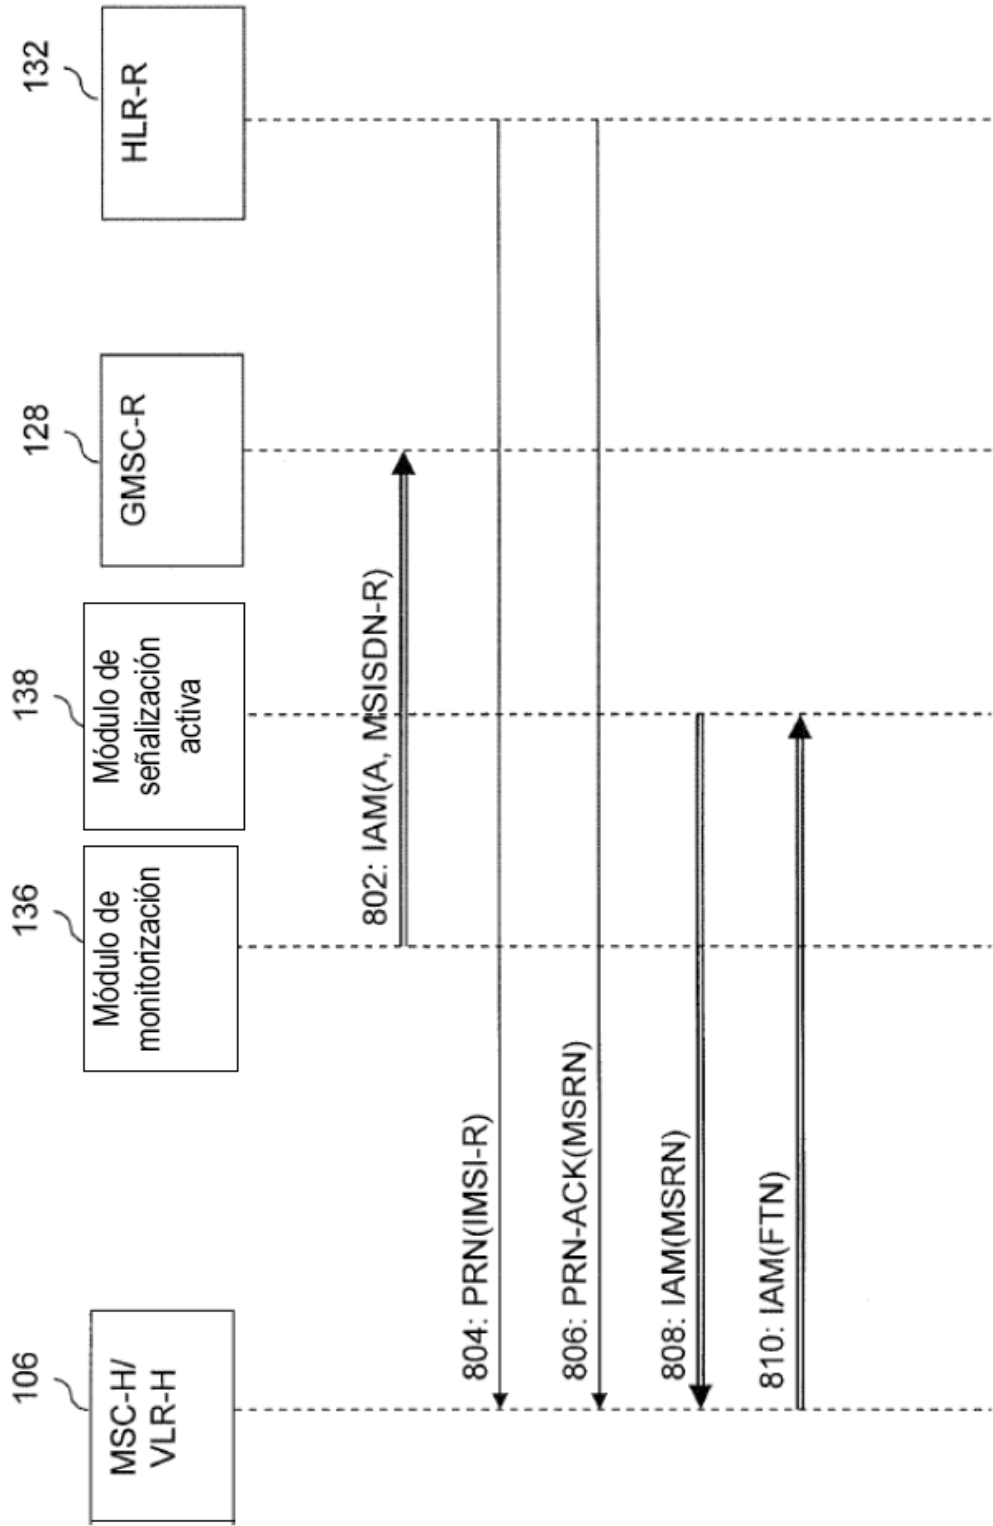 106
MSC-H/
VLR-H
136
Módulo de
monitorización
138
Módulo de
señalización
activa
128
GMSC-R
132
HLR-R
802: IAM(A, MSISDN-R)
804: PRN(IMSI-R)
806: PRN-ACK(MSRN)
808: IAM(MSRN)
810: IAM(FTN)